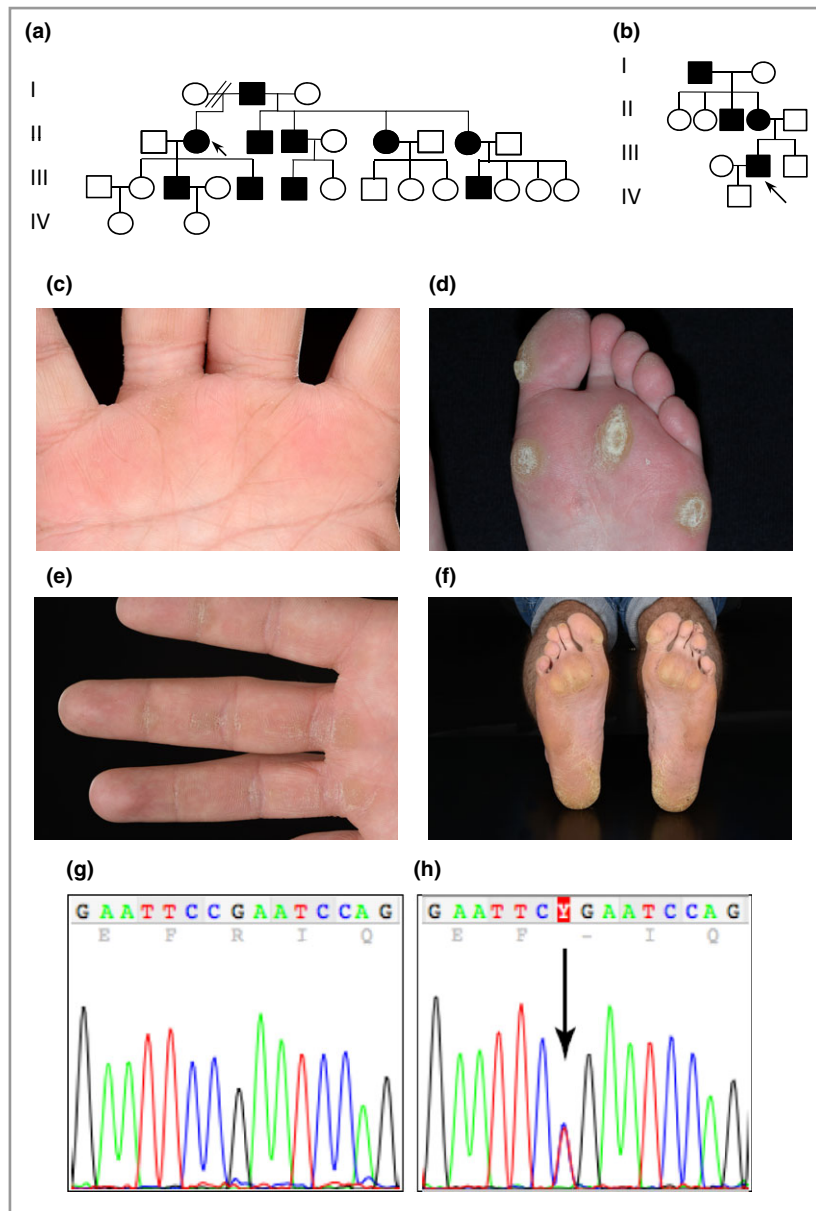 (a)
I
II
III
IV
(b)
I
II
III
IV
(c)
(d)
(e)
(f)
(g)
G A A T T C C G A A T C C A G
E F R I Q
(h)
G A A T T C Y G A A T C C A G
E F - I Q